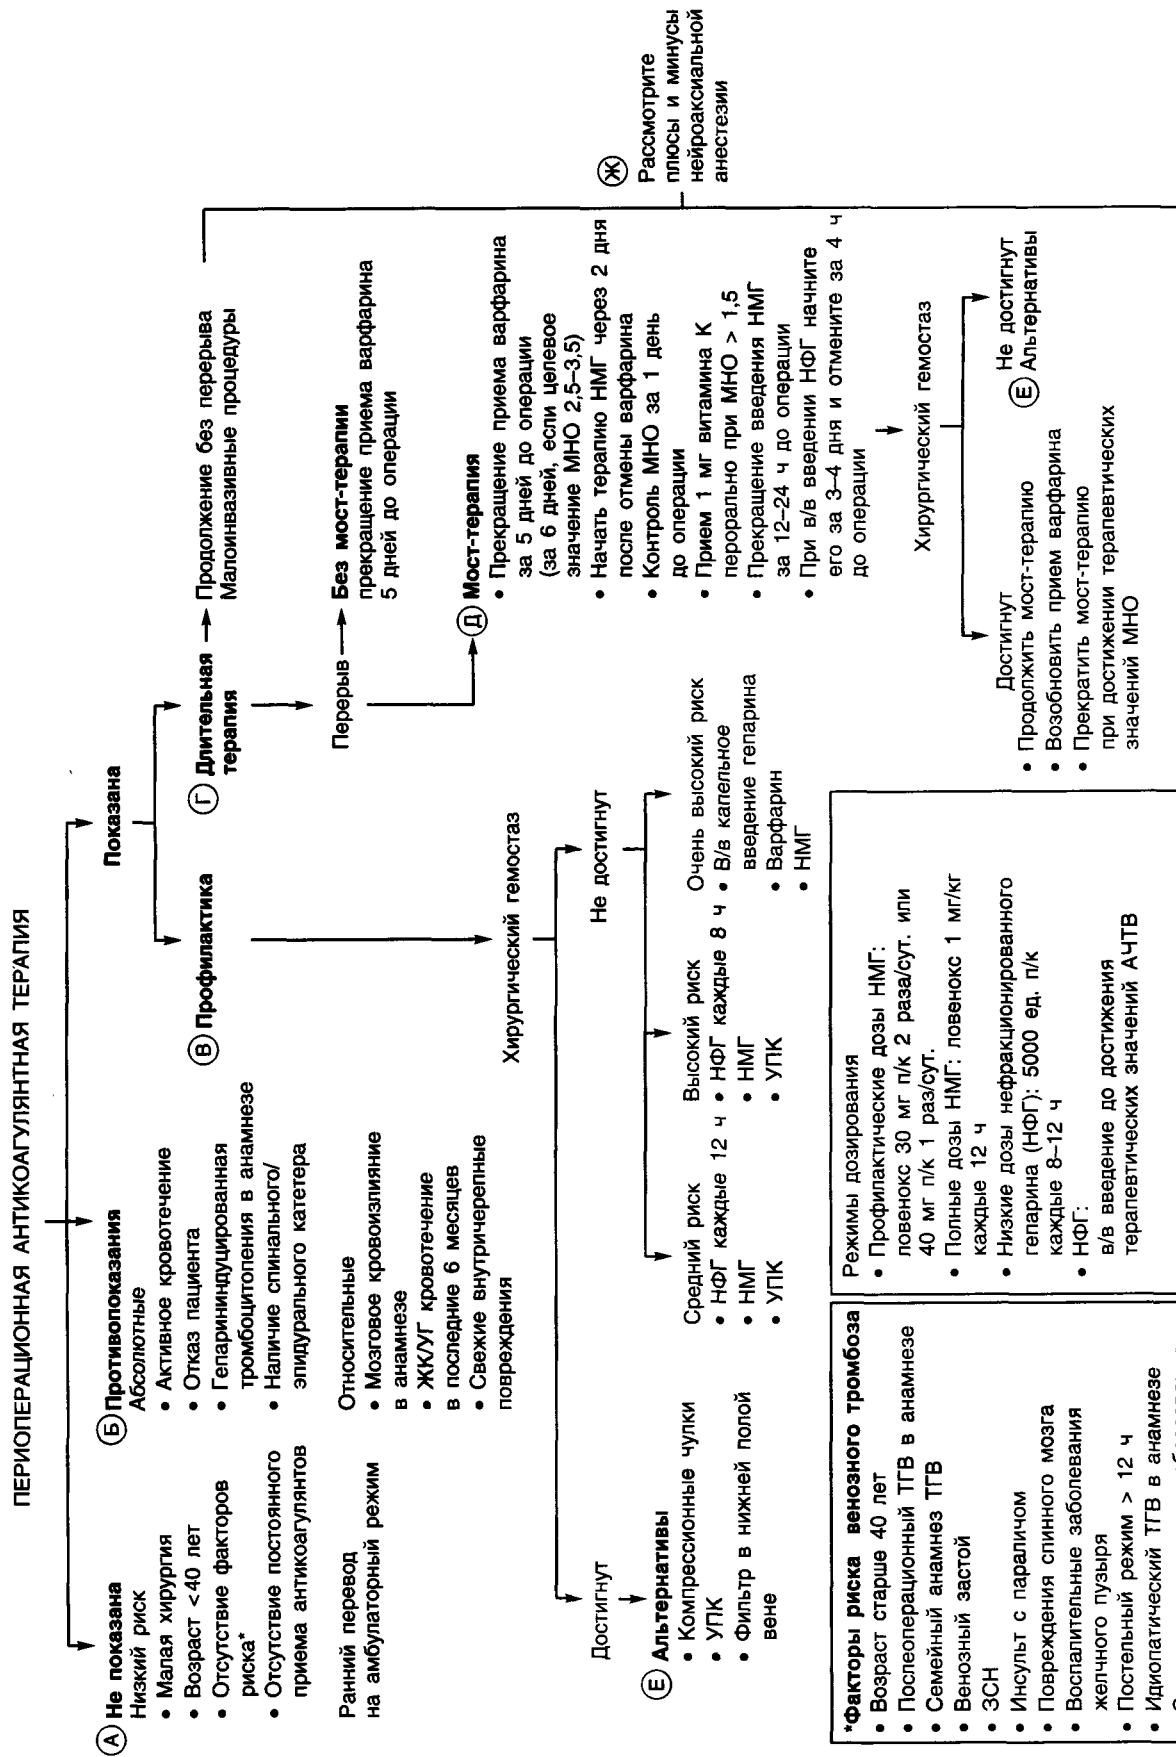 ПЕРИОПЕРАЦИОННАЯ АНТИКОАГУЛЯНТНАЯ ТЕРАПИЯ
А Не показана
Низкий риск
• Малая хирургия
• Возраст <40 лет
• Отсутствие факторов
риска*
• Отсутствие постоянного
приема антикоагулянтов
Ранний перевод
на амбулаторный режим
Б Противопоказания
Абсолютные
• Активное кровотечение
• Отказ пациента
• Гепарининдуцированная
тромбоцитопения в анамнезе
• Наличие спинального/
эпидурального катетера
Относительные
• Мозговое кровоизлияние
в анамнезе
• ЖК/УГ кровотечение
в последние 6 месяцев
• Свежие внутричерепные
повреждения
Показана
В Профилактика
Г Длительная
терапия
Продолжение без перерыва
Малоинвазивные процедуры
Перерыв
Без мост-терапии
прекращение приема варфарина
5 дней до операции
Д Мост-терапия
• Прекращение приема варфарина
за 5 дней до операции
(за 6 дней, если целевое
значение МНО 2,5–3,5)
• Начать терапию НМГ через 2 дня
после отмены варфарина
• Контроль МНО за 1 день
до операции
• Прием 1 мг витамина К
перорально при МНО > 1,5
• Прекращение введения НМГ
за 12–24 ч до операции
• При в/в введении НФГ начните
его за 3–4 дня и отмените за 4 ч
до операции
Ж
Рассмотрите
плюсы и минусы
нейроаксиальной
анестезии
Хирургический гемостаз
Достигнут
• Продолжить мост-терапию
• Возобновить прием варфарина
• Прекратить мост-терапию
при достижении терапевтических
значений МНО
Не достигнут
Е Альтернативы
Хирургический гемостаз
Достигнут
Е Альтернативы
• Компрессионные чулки
• УПК
• Фильтр в нижней полой
вене
Не достигнут
Средний риск
• НФГ каждые 12 ч
• НМГ
• УПК
Высокий риск
• НФГ каждые 8 ч
• НМГ
• УПК
Очень высокий риск
• В/в капельное
введение гепарина
• Варфарин
• НМГ
*Факторы риска венозного тромбоза
• Возраст старше 40 лет
• Послеоперационный ТГВ в анамнезе
• Семейный анамнез ТГВ
• Венозный застой
• ЗСН
• Инсульт с параличом
• Повреждения спинного мозга
• Воспалительные заболевания
желчного пузыря
• Постельный режим > 12 ч
• Идиопатический ТГВ в анамнезе
Режимы дозирования
• Профилактические дозы НМГ:
ловенокс 30 мг п/к 2 раза/сут. или
40 мг п/к 1 раз/сут.
• Полные дозы НМГ: ловенокс 1 мг/кг
каждые 12 ч
• Низкие дозы нефракционированного
гепарина (НФГ): 5000 ед. п/к
каждые 8–12 ч
• НФГ:
в/в введение до достижения
терапевтических значений АЧТВ